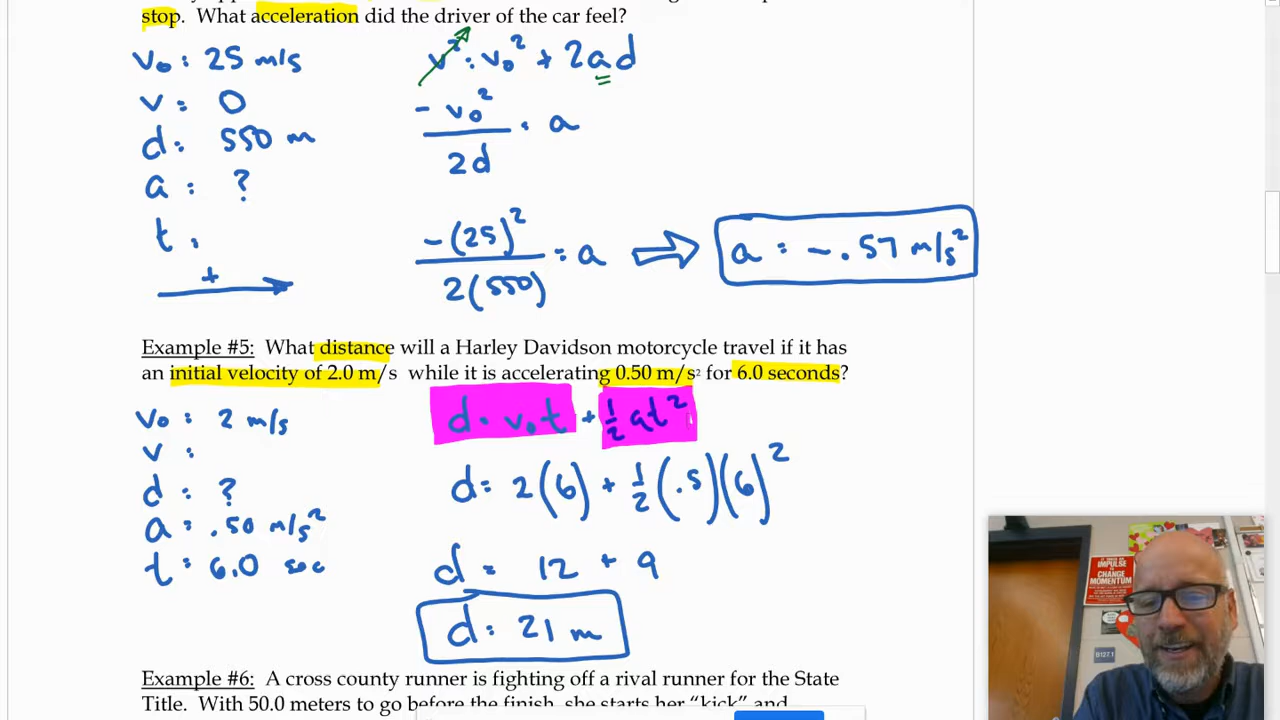 stop. What acceleration did the driver of the car feel?
v₀: 25 m/s
v: 0
d: 550 m
a: ?
t:
+
v² = v₀² + 2ad
-v₀² / 2d = a
-(25)² / 2(550) = a ⇒ a = -.57 m/s²
Example #5: What distance will a Harley Davidson motorcycle travel if it has
an initial velocity of 2.0 m/s while it is accelerating 0.50 m/s² for 6.0 seconds?
v₀: 2 m/s
v:
d: ?
a: .50 m/s²
t: 6.0 sec
d = v₀t + ½at²
d = 2(6) + ½(.5)(6)²
d = 12 + 9
d = 21 m
Example #6: A cross county runner is fighting off a rival runner for the State
Title. With 50.0 meters to go before the finish, she starts her “kick” and
CHANGE
MOMENTUM
B127.1